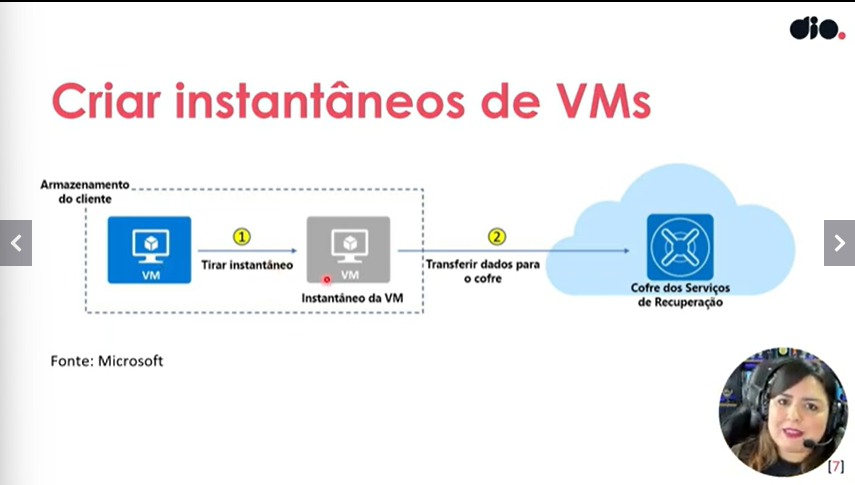 dio.
Criar instantâneos de VMs
Armazenamento
do cliente
VM
1
Tirar instantâneo
VM
Instantâneo da VM
2
Transferir dados para
o cofre
Cofre dos Serviços
de Recuperação
Fonte: Microsoft
[7]